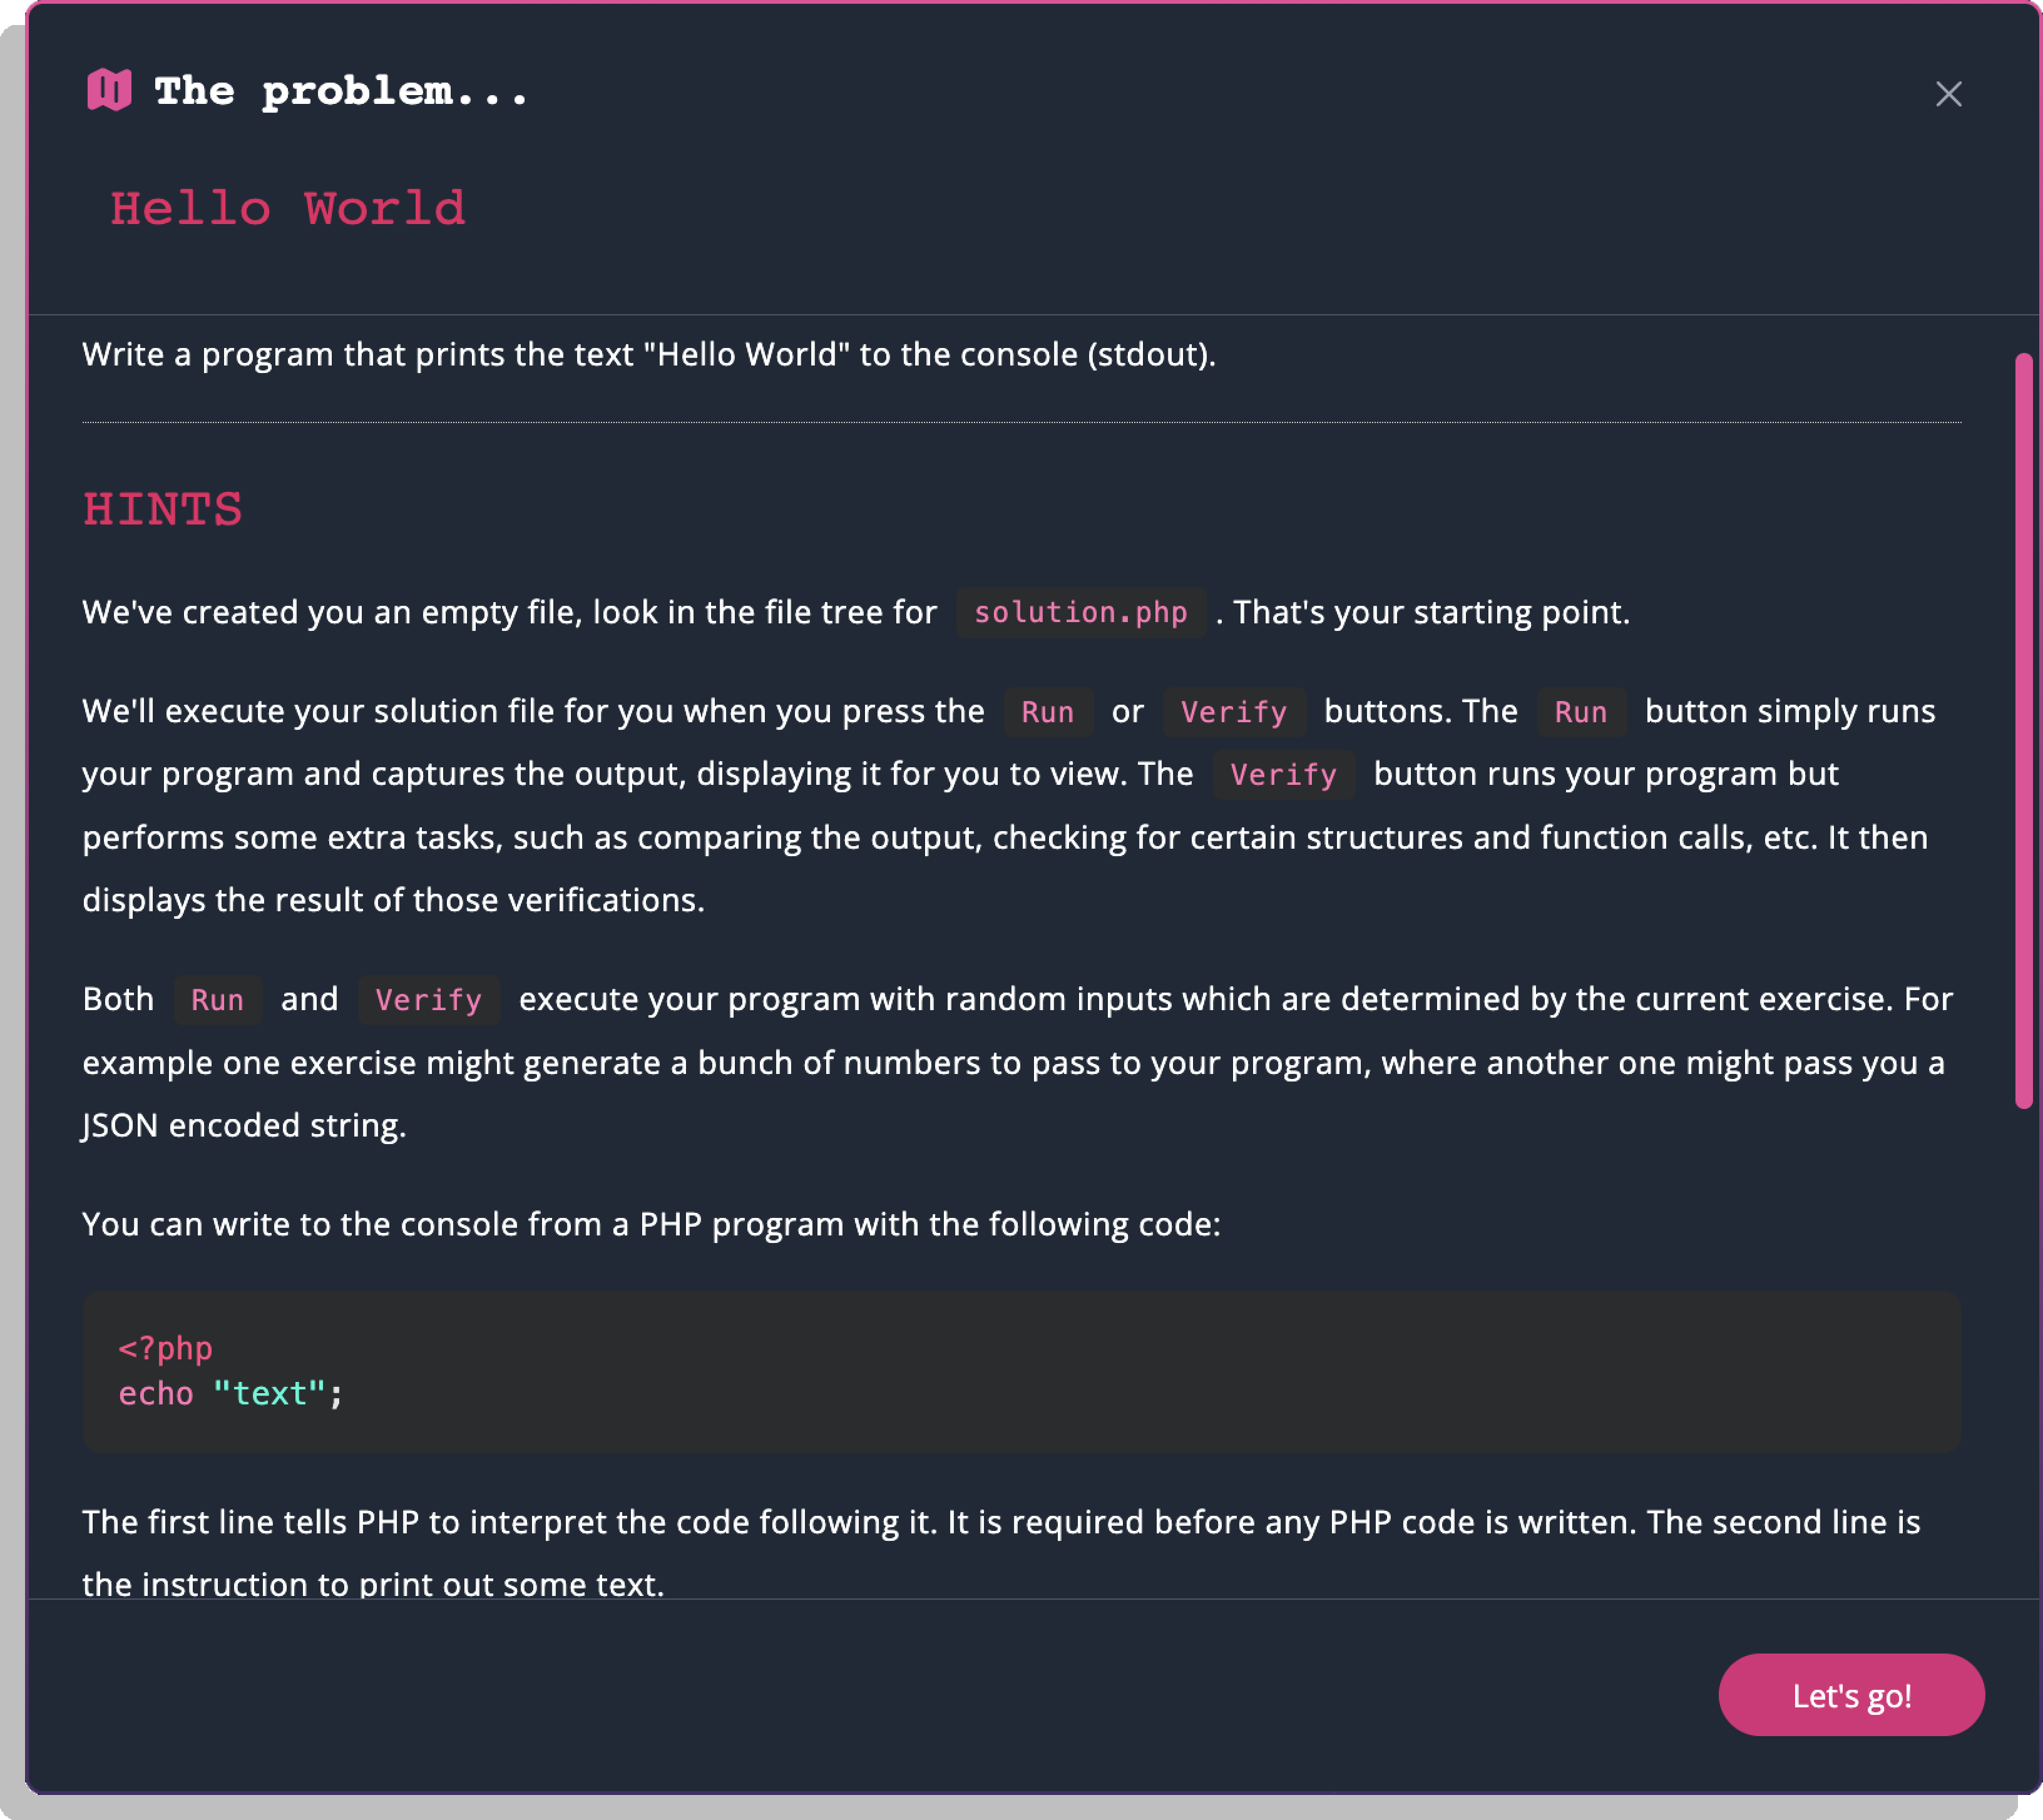 The problem...
Hello World
Write a program that prints the text "Hello World" to the console (stdout).
HINTS
We've created you an empty file, look in the file tree for solution.php . That's your starting point.
We'll execute your solution file for you when you press the Run or Verify buttons. The Run button simply runs
your program and captures the output, displaying it for you to view. The Verify button runs your program but
performs some extra tasks, such as comparing the output, checking for certain structures and function calls, etc. It then
displays the result of those verifications.
Both Run and Verify execute your program with random inputs which are determined by the current exercise. For
example one exercise might generate a bunch of numbers to pass to your program, where another one might pass you a
JSON encoded string.
You can write to the console from a PHP program with the following code:
<?php
echo "text";
The first line tells PHP to interpret the code following it. It is required before any PHP code is written. The second line is
the instruction to print out some text.
Let's go!